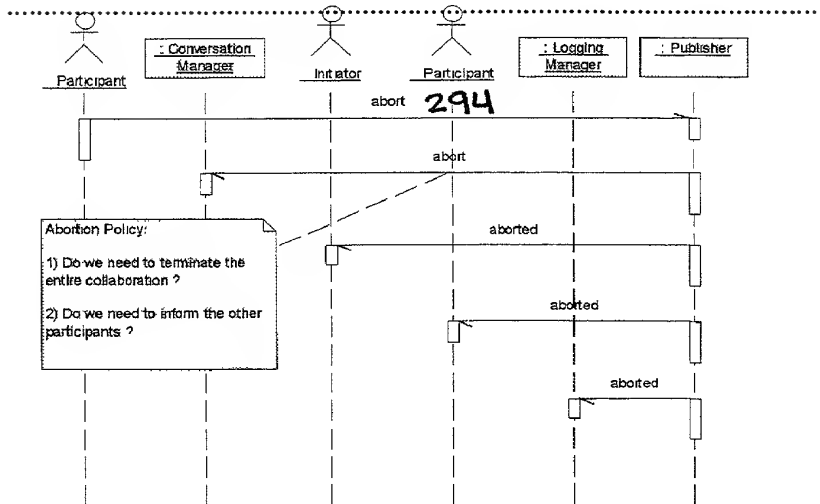 Participant
: Conversation
Manager
Initiator
Participant
: Logging
Manager
: Publisher
abort 294
abort
Abortion Policy:
1) Do we need to terminate the
entire collaboration ?
2) Do we need to inform the other
participants ?
aborted
aborted
aborted